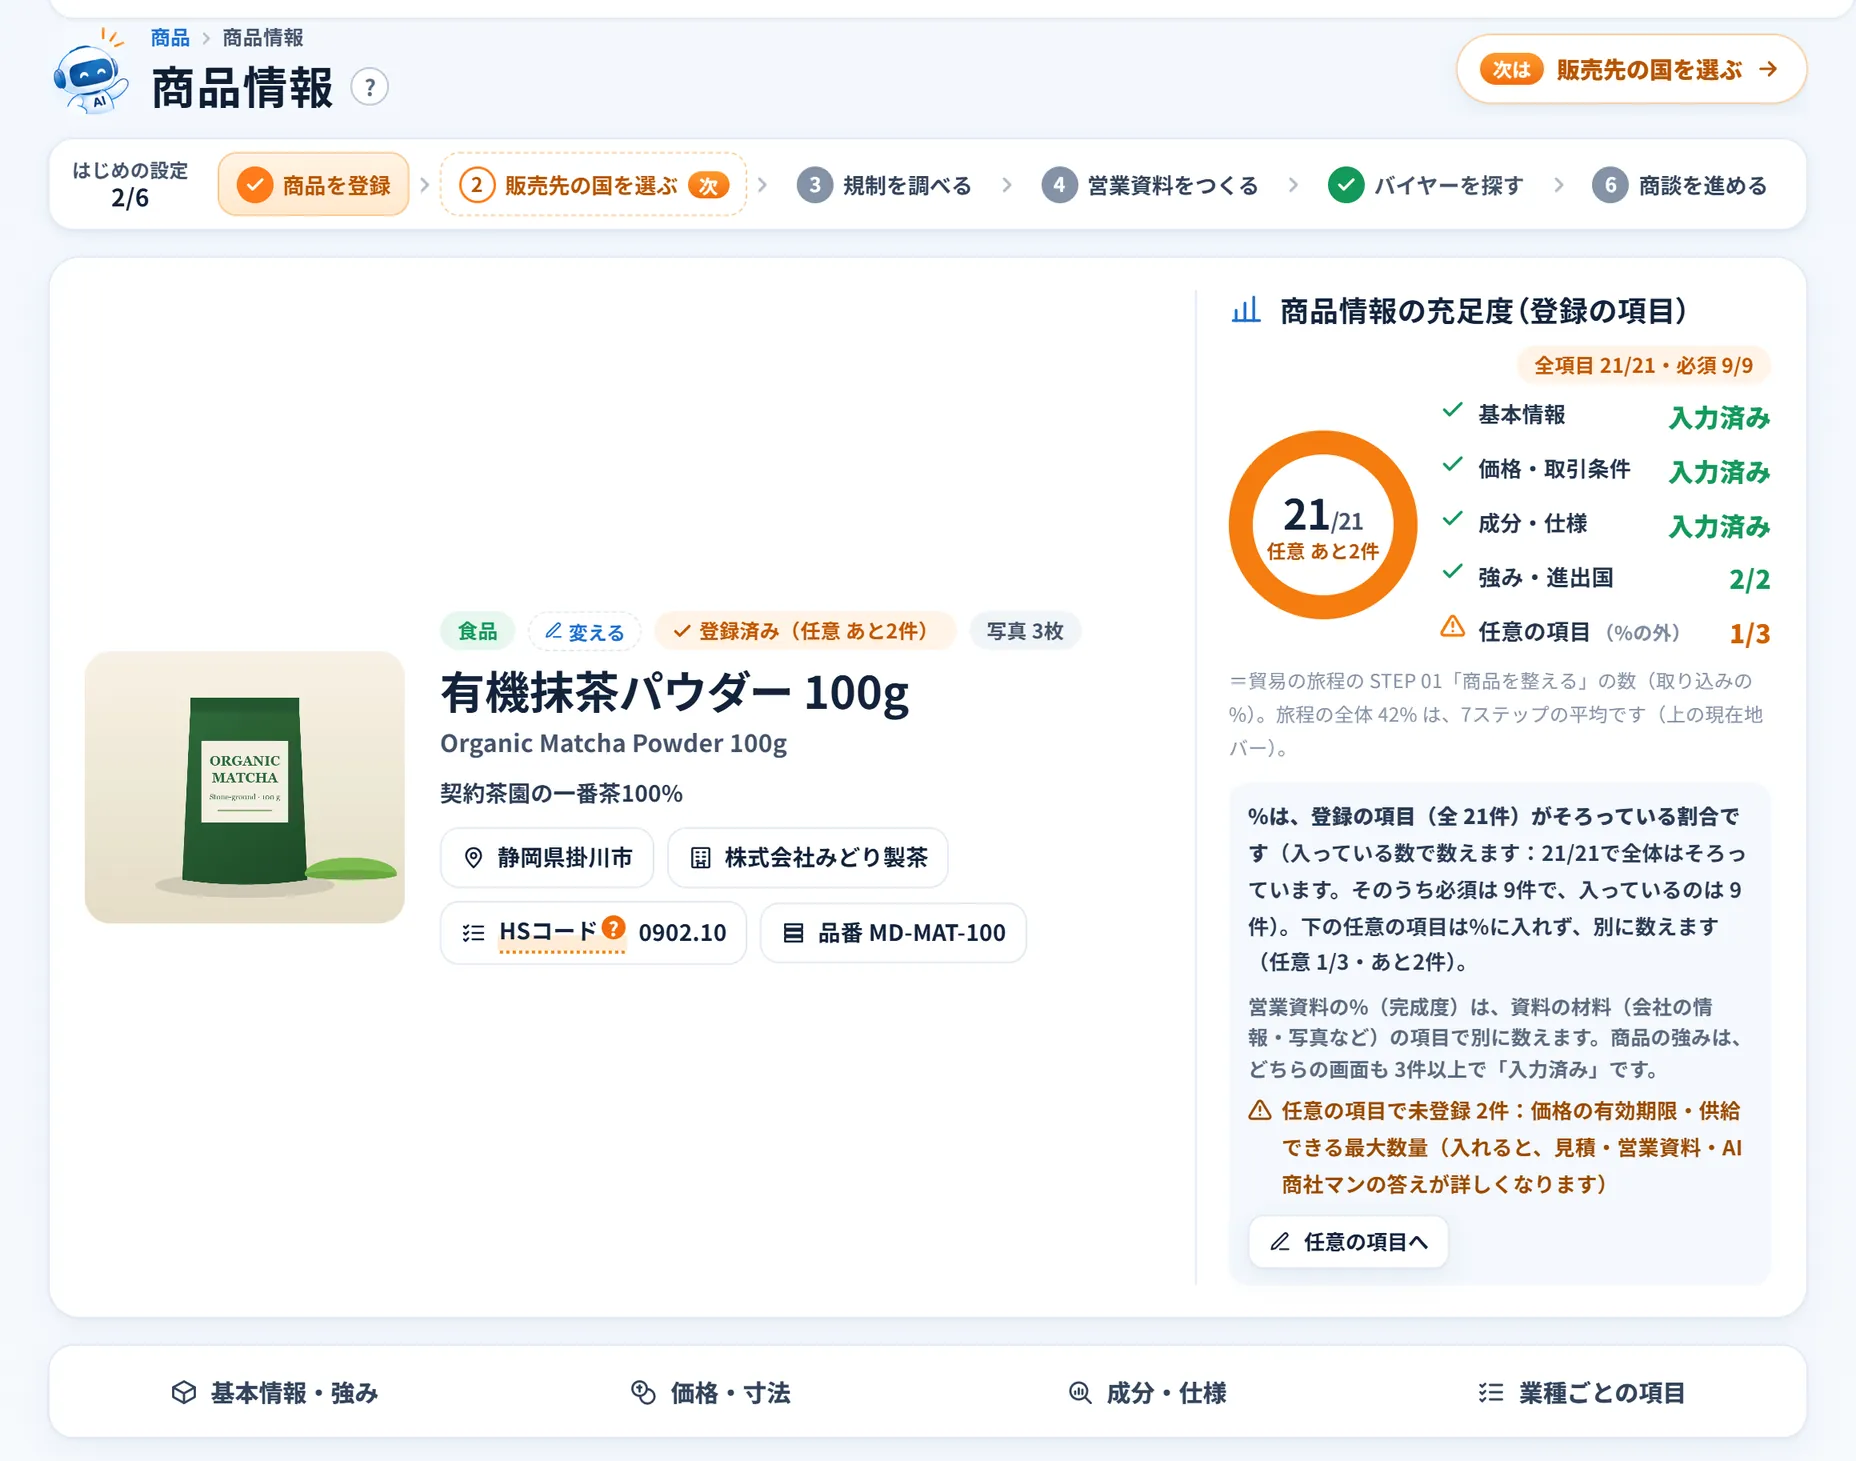 商品 > 商品情報
商品情報 ?
次は 販売先の国を選ぶ →
AI
はじめの設定
2/6
商品を登録
2 販売先の国を選ぶ 次
3 規制を調べる
4 営業資料をつくる
バイヤーを探す
6 商談を進める
ORGANIC
MATCHA
Stone-ground · 100 g
食品
変える
登録済み（任意 あと2件）
写真 3枚
有機抹茶パウダー 100g
Organic Matcha Powder 100g
契約茶園の一番茶100%
静岡県掛川市
株式会社みどり製茶
HSコード ? 0902.10
品番 MD-MAT-100
商品情報の充足度（登録の項目）
全項目 21/21・必須 9/9
21/21
任意 あと2件
基本情報 入力済み
価格・取引条件 入力済み
成分・仕様 入力済み
強み・進出国 2/2
任意の項目（%の外） 1/3
＝貿易の旅程の STEP 01「商品を整える」の数（取り込みの
%）。旅程の全体 42% は、7ステップの平均です（上の現在地
バー）。
%は、登録の項目（全 21件）がそろっている割合で
す（入っている数で数えます：21/21で全体はそろっ
ています。そのうち必須は 9件で、入っているのは 9
件）。下の任意の項目は%に入れず、別に数えます
（任意 1/3・あと2件）。
営業資料の%（完成度）は、資料の材料（会社の情
報・写真など）の項目で別に数えます。商品の強みは、
どちらの画面も 3件以上で「入力済み」です。
任意の項目で未登録 2件：価格の有効期限・供給
できる最大数量（入れると、見積・営業資料・AI
商社マンの答えが詳しくなります）
任意の項目へ
基本情報・強み
価格・寸法
成分・仕様
業種ごとの項目